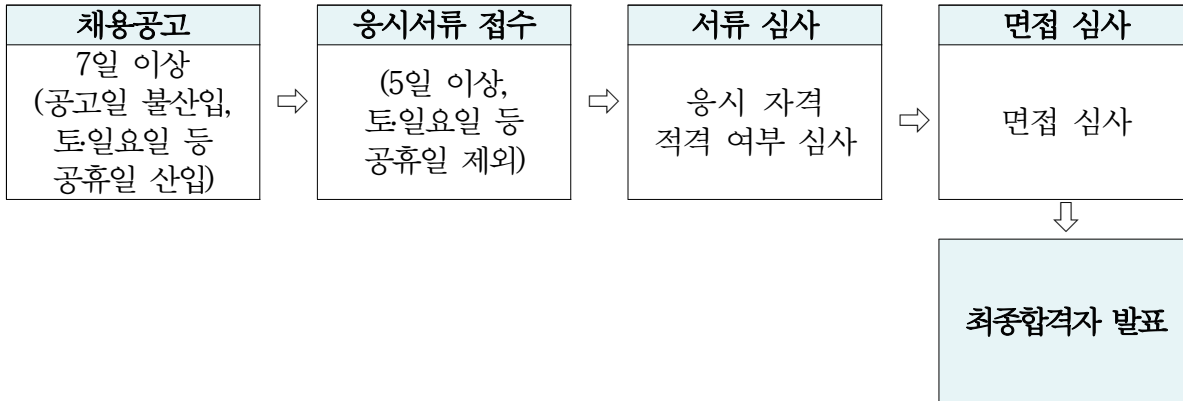 채용공고
7일 이상
(공고일 불산입,
토·일요일 등
공휴일 산입)
⇨
응시서류 접수
(5일 이상,
토·일요일 등
공휴일 제외)
⇨
서류 심사
응시 자격
적격 여부 심사
⇨
면접 심사
면접 심사
⇩
최종합격자 발표